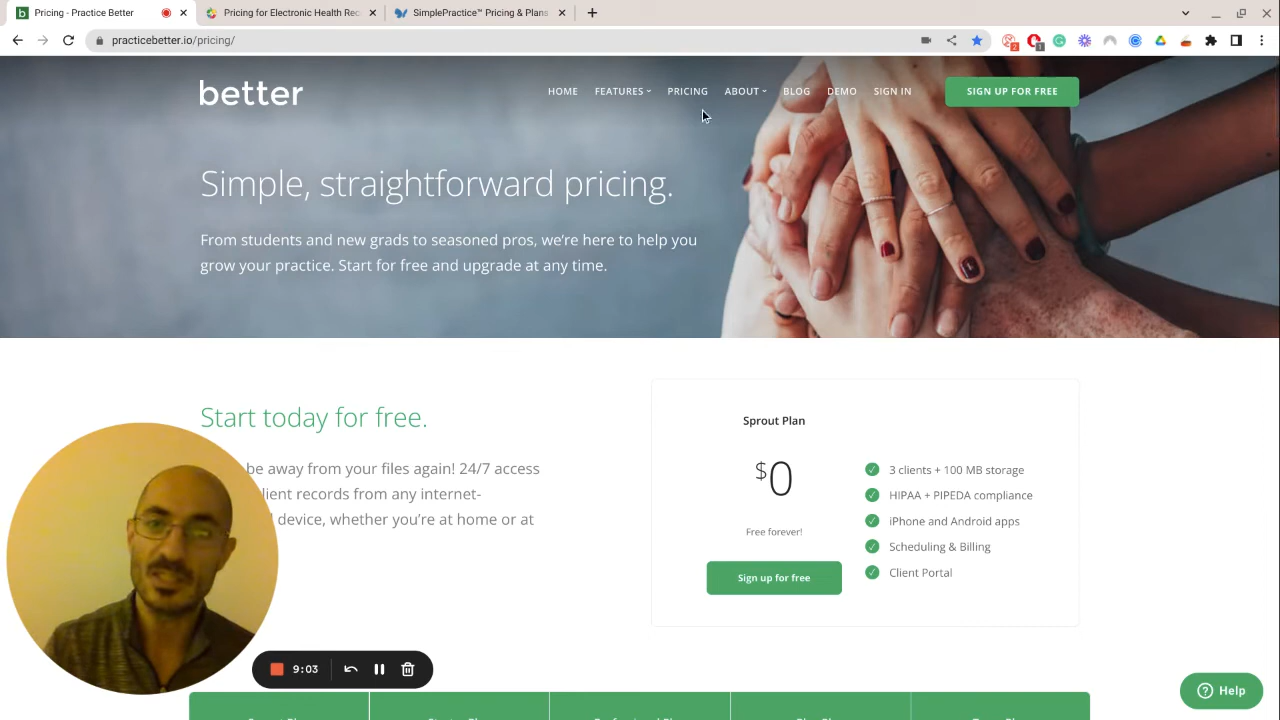 Pricing - Practice Better
Pricing for Electronic Health Rec
SimplePractice™ Pricing & Plans
practicebetter.io/pricing/
2
1
better
HOME
FEATURES
PRICING
ABOUT
BLOG
DEMO
SIGN IN
SIGN UP FOR FREE
Simple, straightforward pricing.
From students and new grads to seasoned pros, we're here to help you
grow your practice. Start for free and upgrade at any time.
Start today for free.
be away from your files again! 24/7 access
client records from any internet-
device, whether you're at home or at
Sprout Plan
$0
Free forever!
Sign up for free
3 clients + 100 MB storage
HIPAA + PIPEDA compliance
iPhone and Android apps
Scheduling & Billing
Client Portal
9:03
Help